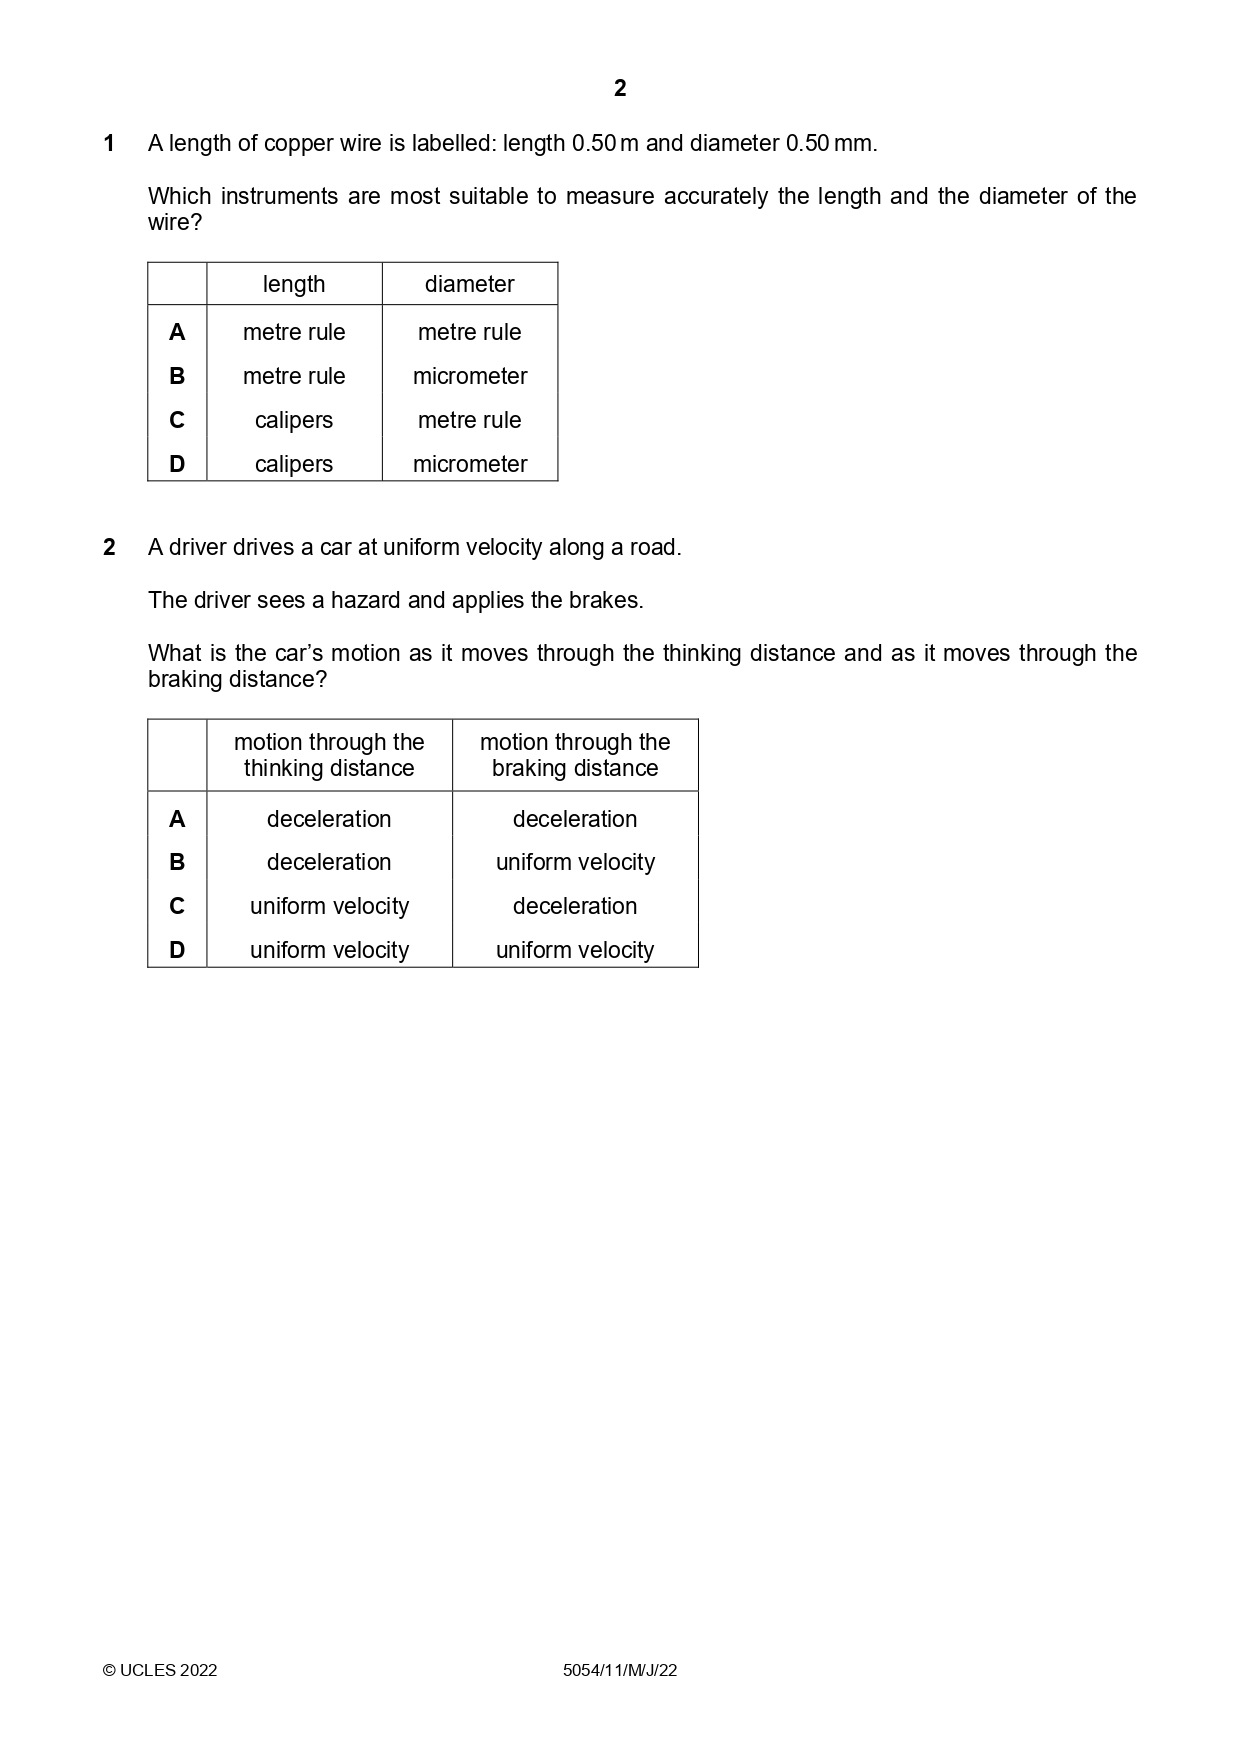 2
1 A length of copper wire is labelled: length 0.50 m and diameter 0.50 mm.
Which instruments are most suitable to measure accurately the length and the diameter of the
wire?
length diameter
A metre rule metre rule
B metre rule micrometer
C calipers metre rule
D calipers micrometer
2 A driver drives a car at uniform velocity along a road.
The driver sees a hazard and applies the brakes.
What is the car’s motion as it moves through the thinking distance and as it moves through the
braking distance?
motion through the motion through the
thinking distance braking distance
A deceleration deceleration
B deceleration uniform velocity
C uniform velocity deceleration
D uniform velocity uniform velocity
© UCLES 2022 5054/11/M/J/22